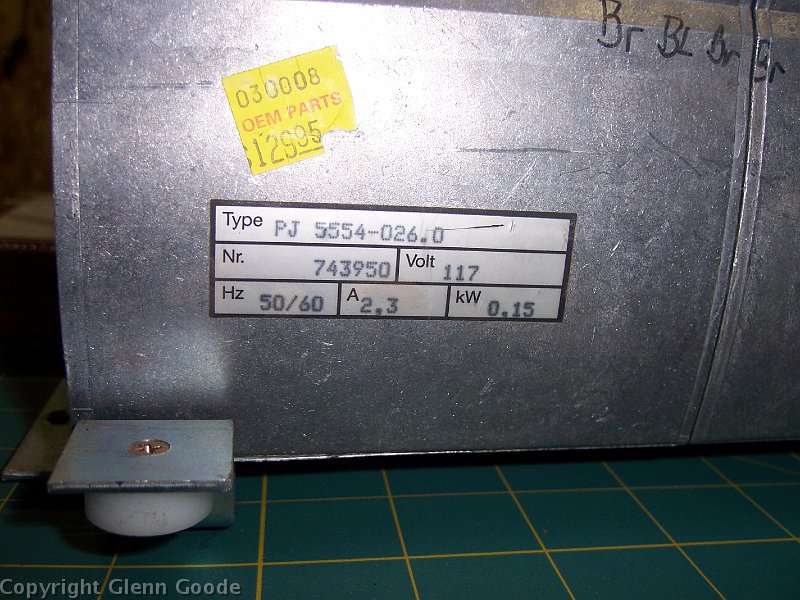 Br BL Br Br
030008
OEM PARTS
$12995
Type PJ 5554-026.0
Nr. 743950 Volt 117
Hz 50/60 A 2,3 kW 0,15
Copyright Glenn Goode